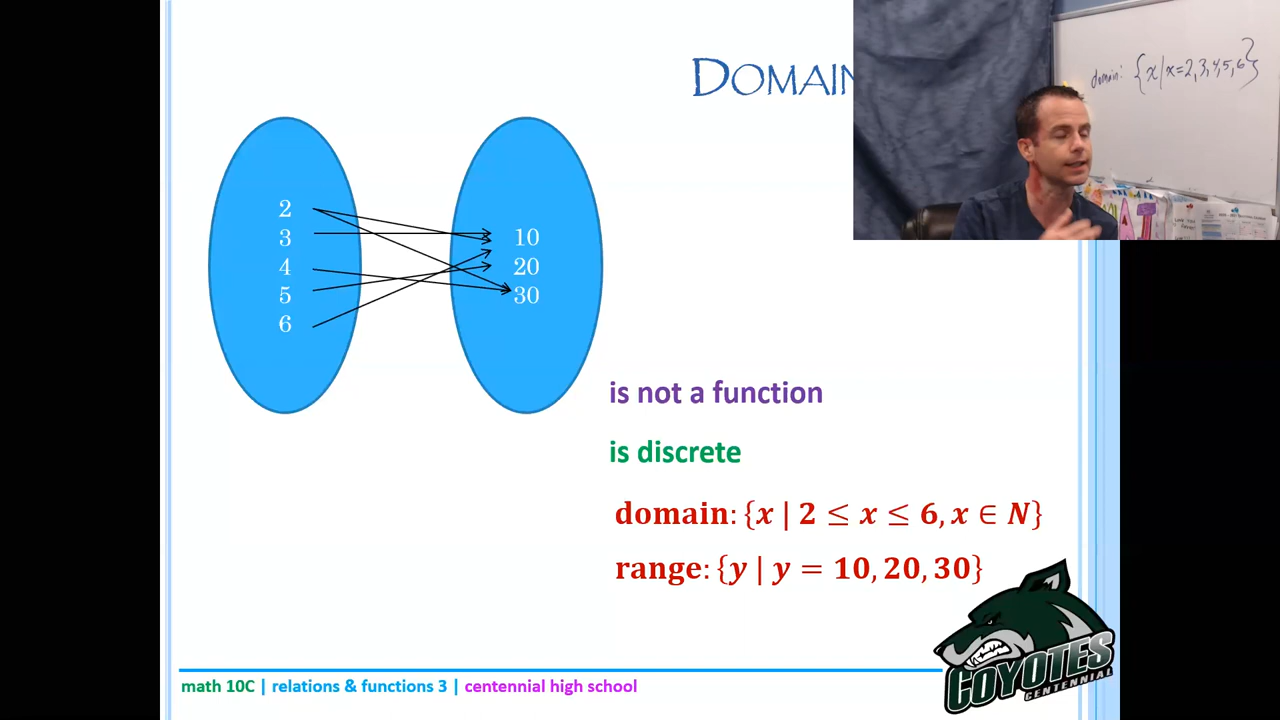 DOMAIN
domain: {x | x = 2, 3, 4, 5, 6}
2
3
4
5
6
10
20
30
is not a function
is discrete
domain: {x | 2 ≤ x ≤ 6, x ∈ N}
range: {y | y = 10, 20, 30}
COYOTES
CENTENNIAL
math 10C | relations & functions 3 | centennial high school